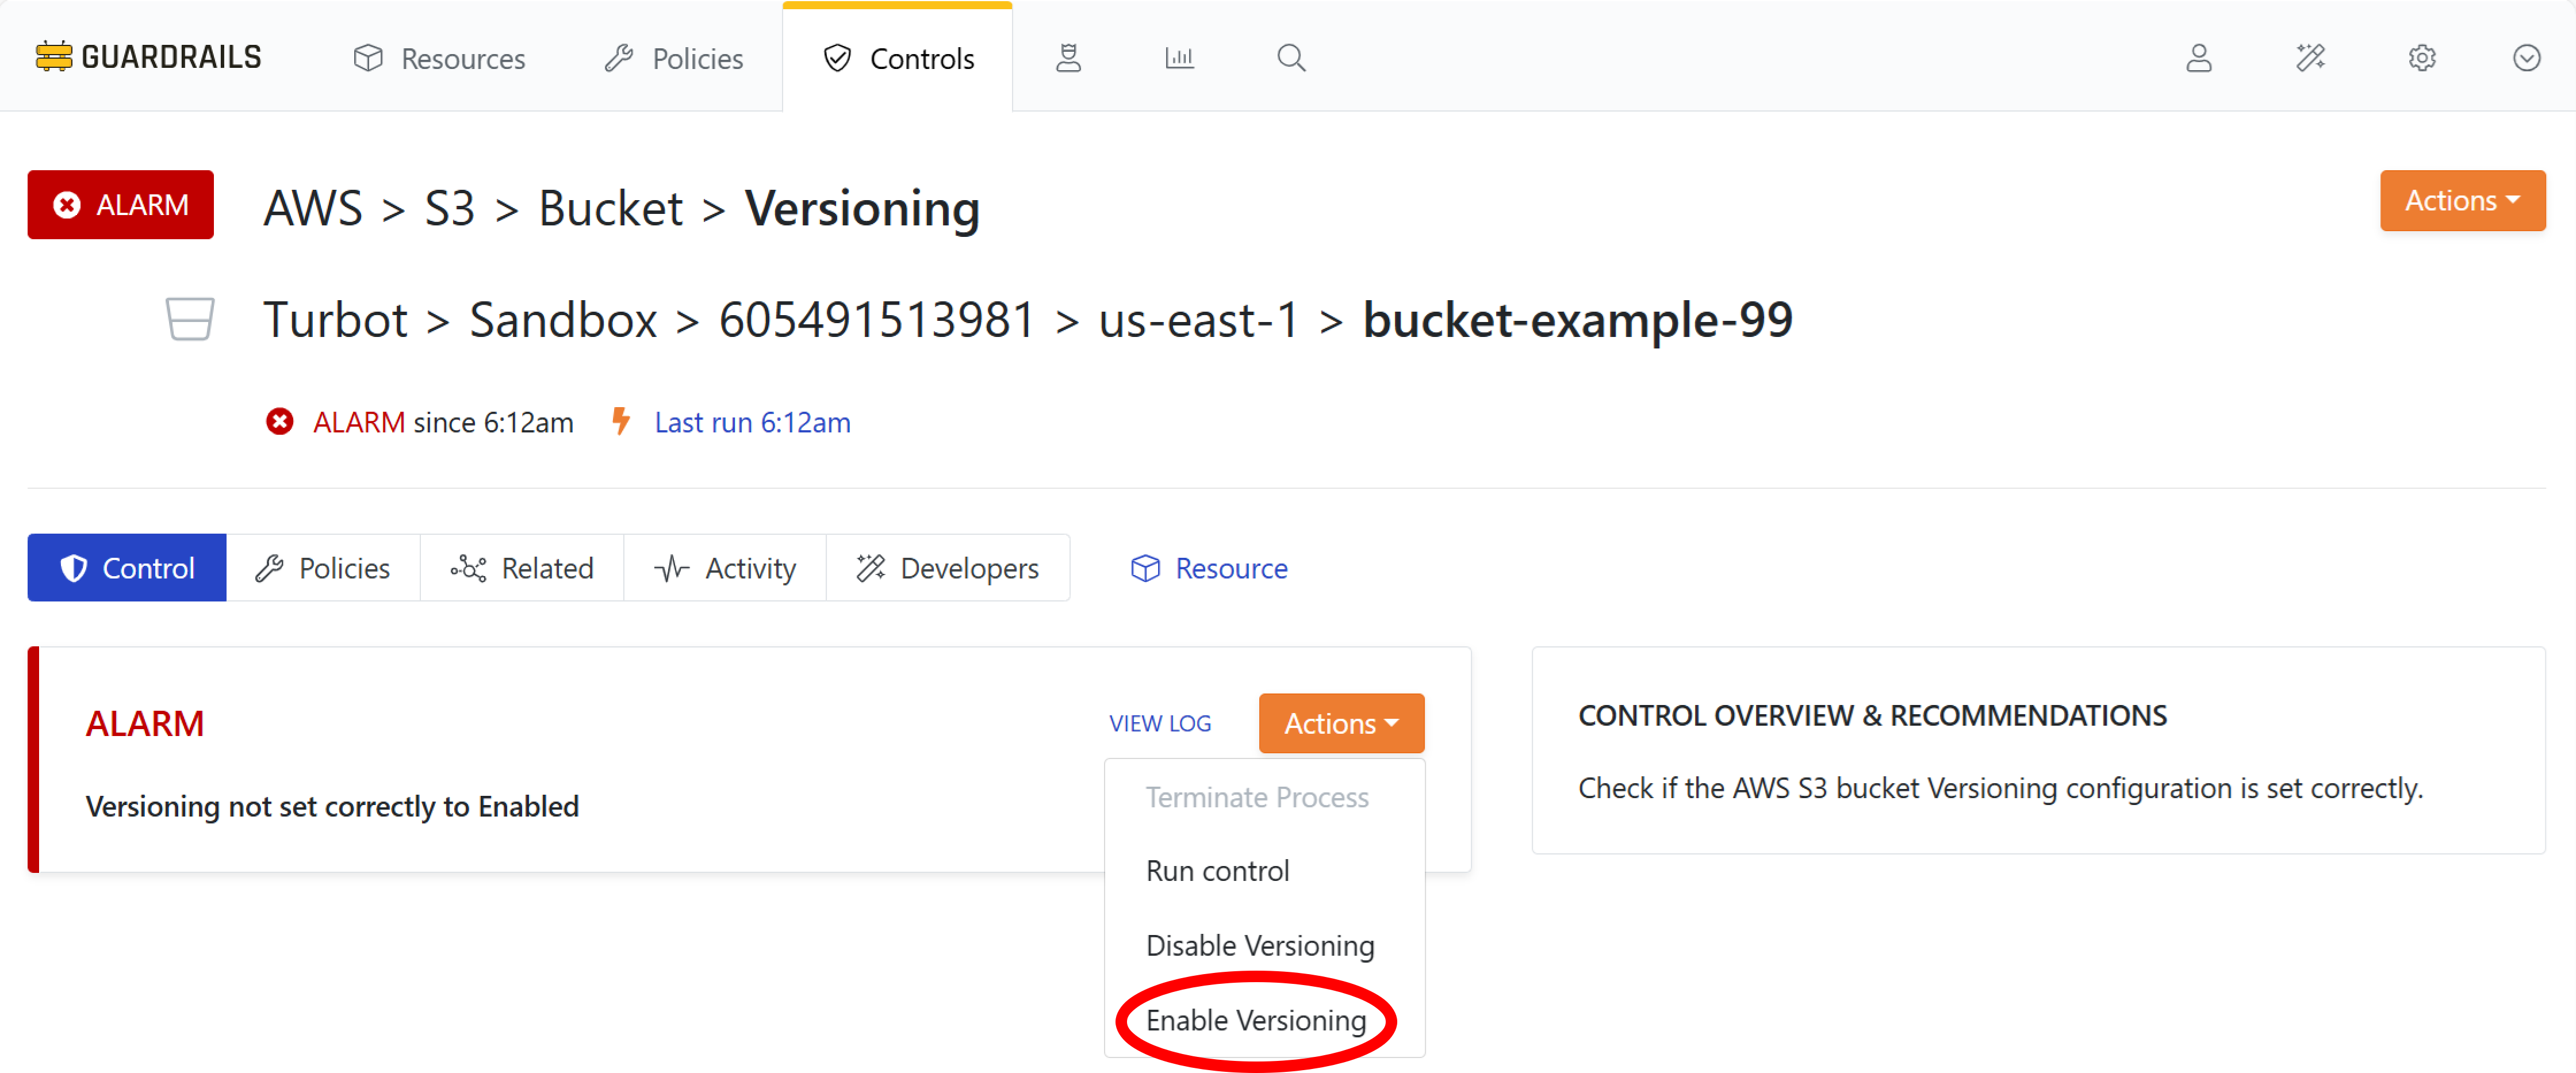 GUARDRAILS Resources Policies Controls
ALARM AWS > S3 > Bucket > Versioning Actions
Turbot > Sandbox > 605491513981 > us-east-1 > bucket-example-99
ALARM since 6:12am Last run 6:12am
Control Policies Related Activity Developers Resource
ALARM VIEW LOG Actions
Versioning not set correctly to Enabled
Terminate Process
Run control
Disable Versioning
Enable Versioning
CONTROL OVERVIEW & RECOMMENDATIONS
Check if the AWS S3 bucket Versioning configuration is set correctly.